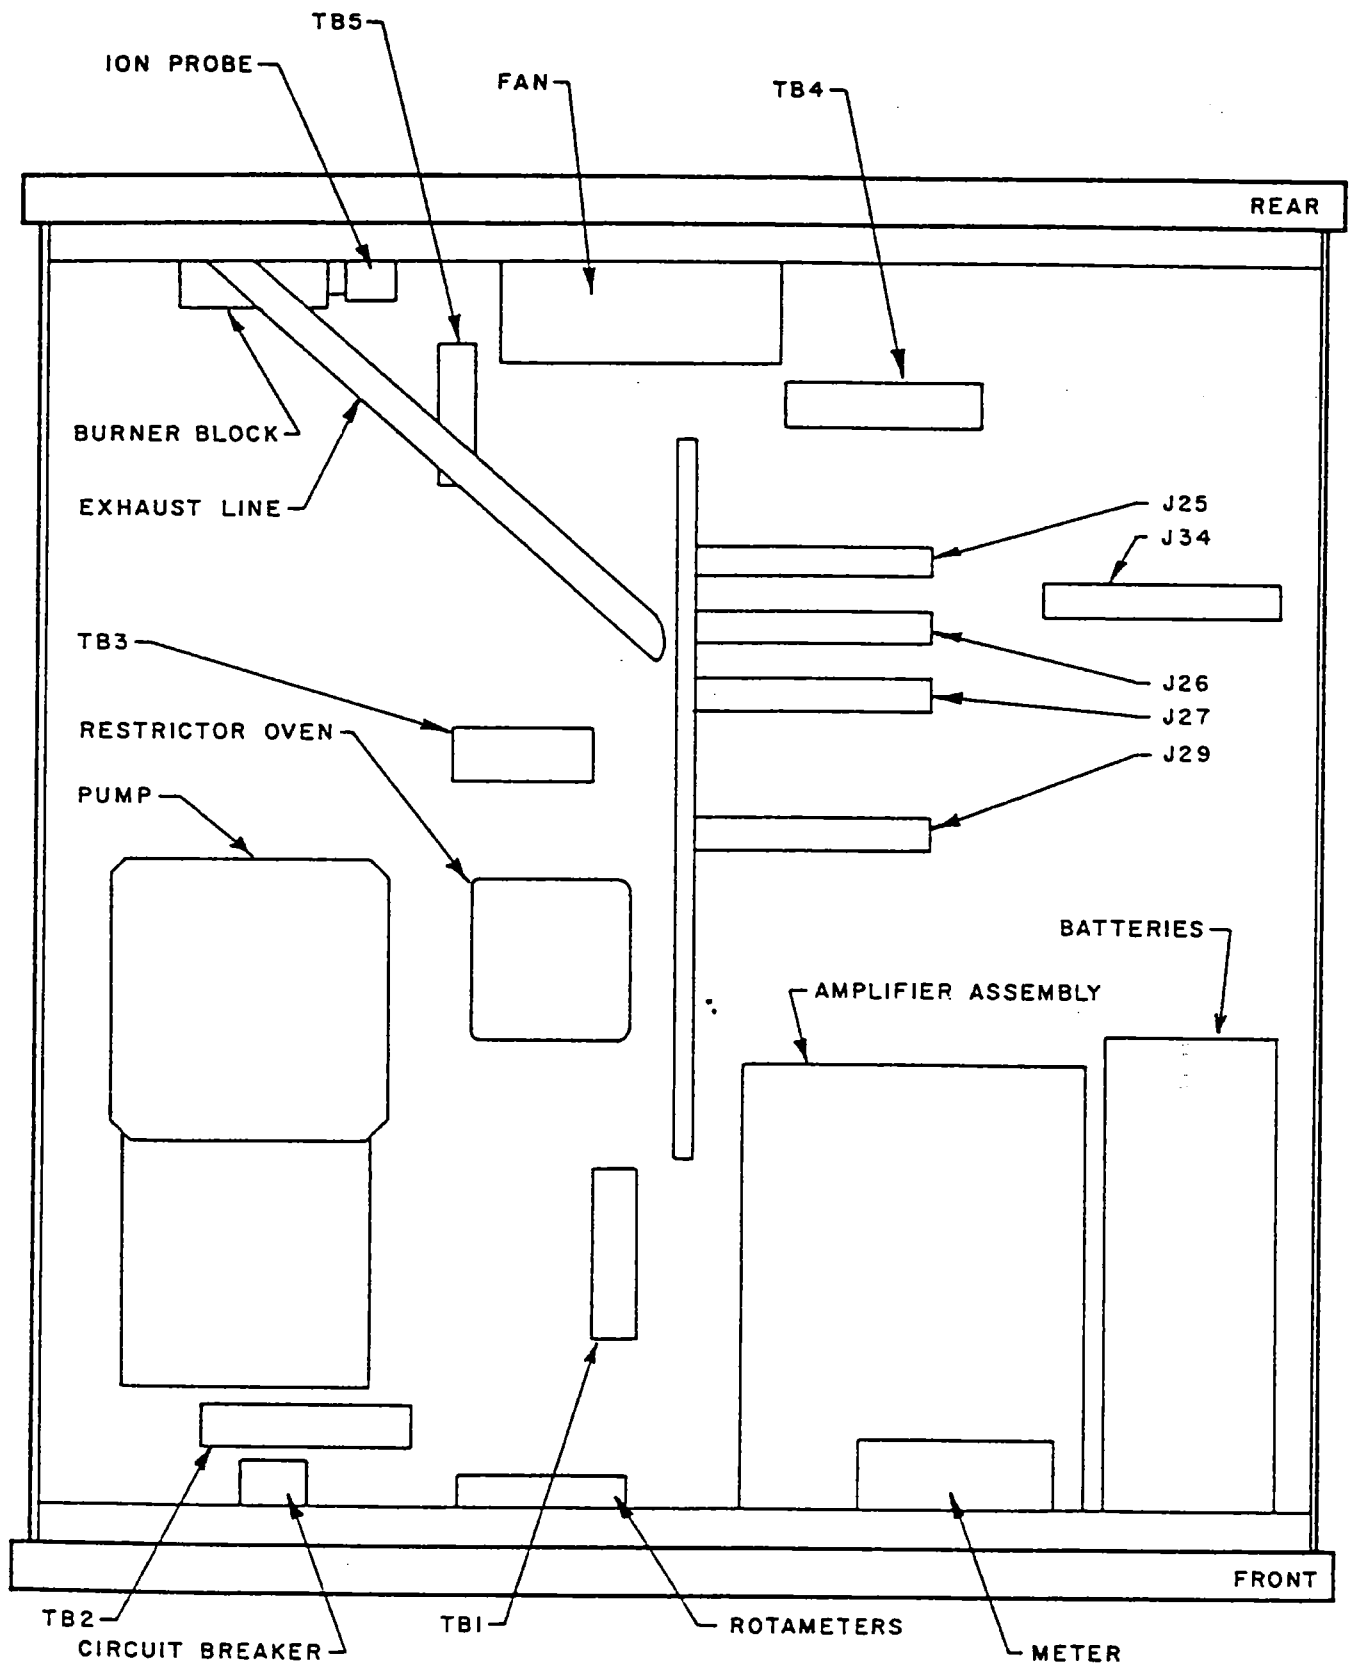 TB5
ION PROBE
FAN
TB4
REAR
BURNER BLOCK
EXHAUST LINE
J25
J34
TB3
J26
J27
RESTRICTOR OVEN
J29
PUMP
BATTERIES
AMPLIFIER ASSEMBLY
FRONT
TB2
TB1
ROTAMETERS
CIRCUIT BREAKER
METER